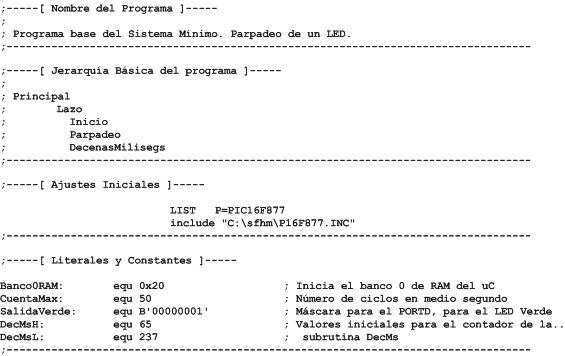 ;-----[ Nombre del Programa ]-----
;
; Programa base del Sistema Mínimo. Parpadeo de un LED.
;--------------------------------------------------------------------------------
;-----[ Jerarquía Básica del programa ]-----
;
; Principal
;        Lazo
;          Inicio
;          Parpadeo
;          DecenasMilisegs
;--------------------------------------------------------------------------------
;-----[ Ajustes Iniciales ]-----
LIST   P=PIC16F877
include "C:\sfhm\P16F877.INC"
;--------------------------------------------------------------------------------
;-----[ Literales y Constantes ]-----
Banco0RAM:        equ 0x20            ; Inicia el banco 0 de RAM del uC
CuentaMax:        equ 50              ; Número de ciclos en medio segundo
SalidaVerde:      equ B'00000001'     ; Máscara para el PORTD, para el LED Verde
DecMsH:           equ 65              ; Valores iniciales para el contador de la..
DecMsL:           equ 237             ;  subrutina DecMs
;--------------------------------------------------------------------------------